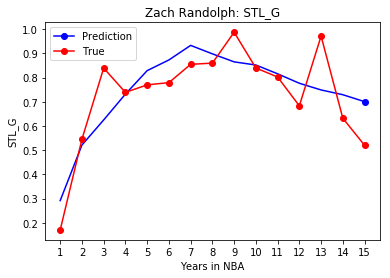 Zach Randolph: STL_G
Prediction
True
1.0
0.9
0.8
0.7
0.6
0.5
0.4
0.3
0.2
STL_G
1 2 3 4 5 6 7 8 9 10 11 12 13 14 15
Years in NBA